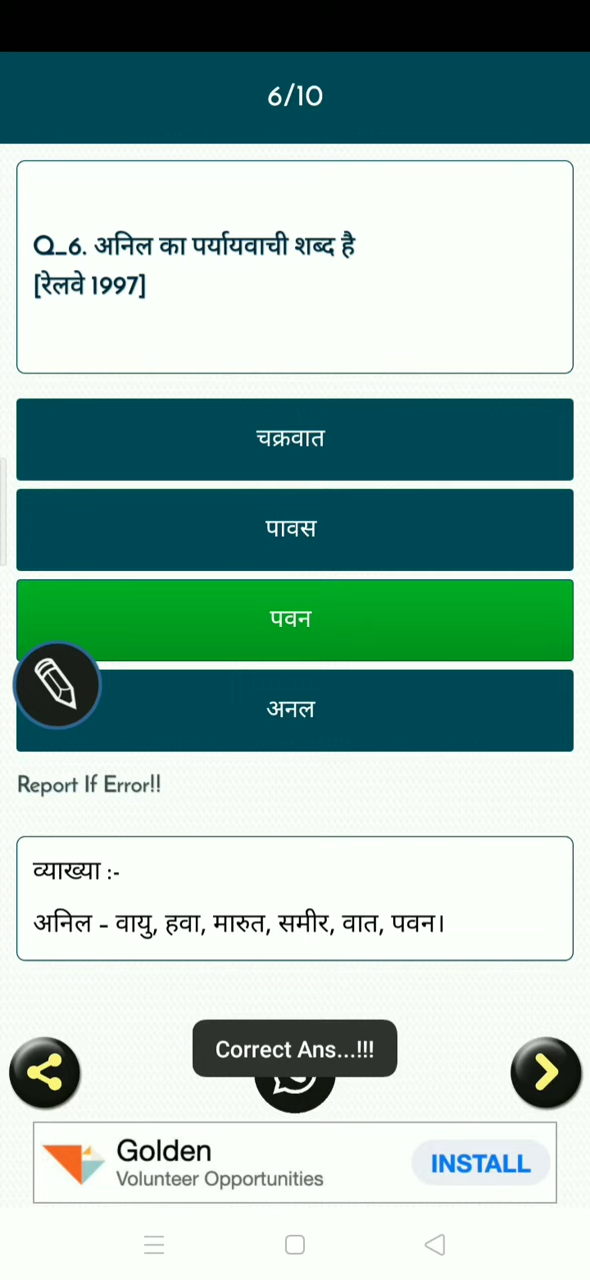 6/10
Q_6. अनिल का पर्यायवाची शब्द है
[रेलवे 1997]
चक्रवात
पावस
पवन
अनल
Report If Error!!
व्याख्या :-
अनिल - वायु, हवा, मारुत, समीर, वात, पवन।
Correct Ans...!!!
Golden
Volunteer Opportunities
INSTALL